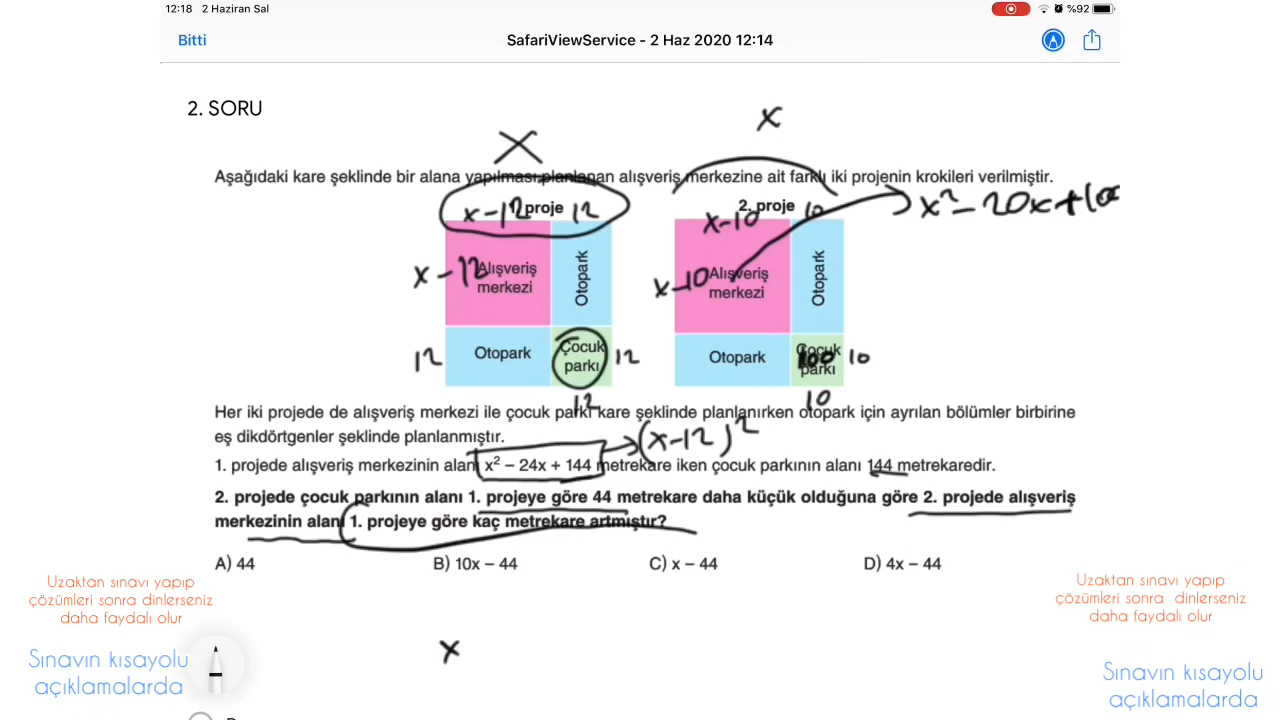 12:18 2 Haziran Sal
%92
Bitti
SafariViewService - 2 Haz 2020 12:14
2. SORU
X
x
Aşağıdaki kare şeklinde bir alana yapılması planlanan alışveriş merkezine ait farklı iki projenin krokileri verilmiştir.
x-12 proje 12
2. proje
x-10 10
x² - 20x + 100
x-12
Alışveriş
merkezi
Otopark
x-10
Alışveriş
merkezi
Otopark
12
Otopark
Çocuk
parkı
12
12
Otopark
Çocuk
parkı
100
10
10
Her iki projede de alışveriş merkezi ile çocuk parkı kare şeklinde planlanırken otopark için ayrılan bölümler birbirine
eş dikdörtgenler şeklinde planlanmıştır.
(x-12)²
1. projede alışveriş merkezinin alanı x² – 24x + 144 metrekare iken çocuk parkının alanı 144 metrekaredir.
2. projede çocuk parkının alanı 1. projeye göre 44 metrekare daha küçük olduğuna göre 2. projede alışveriş
merkezinin alanı 1. projeye göre kaç metrekare artmıştır?
A) 44
B) 10x – 44
C) x – 44
D) 4x – 44
Uzaktan sınavı yapıp
çözümleri sonra dinlerseniz
daha faydalı olur
Uzaktan sınavı yapıp
çözümleri sonra dinlerseniz
daha faydalı olur
x
Sınavın kısayolu
açıklamalarda
Sınavın kısayolu
açıklamalarda